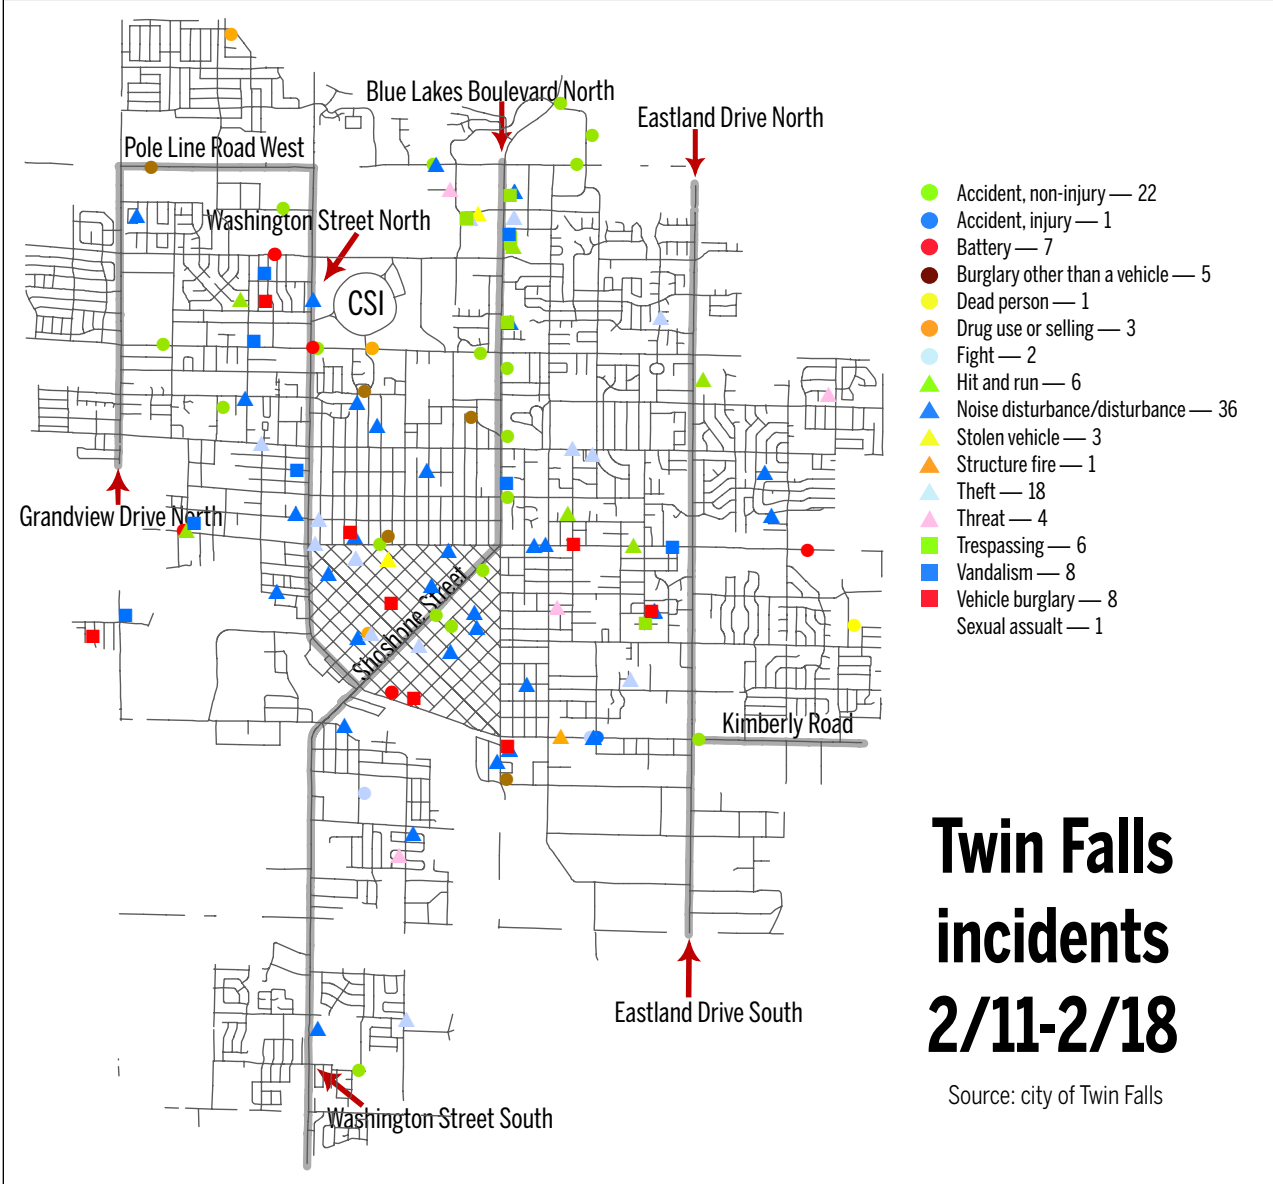 Blue Lakes Boulevard North
Eastland Drive North
Pole Line Road West
Washington Street North
CSI
Grandview Drive North
Shoshone Street
Kimberly Road
Eastland Drive South
Washington Street South
Accident, non-injury — 22
Accident, injury — 1
Battery — 7
Burglary other than a vehicle — 5
Dead person — 1
Drug use or selling — 3
Fight — 2
Hit and run — 6
Noise disturbance/disturbance — 36
Stolen vehicle — 3
Structure fire — 1
Theft — 18
Threat — 4
Trespassing — 6
Vandalism — 8
Vehicle burglary — 8
Sexual assualt — 1
Twin Falls
incidents
2/11-2/18
Source: city of Twin Falls